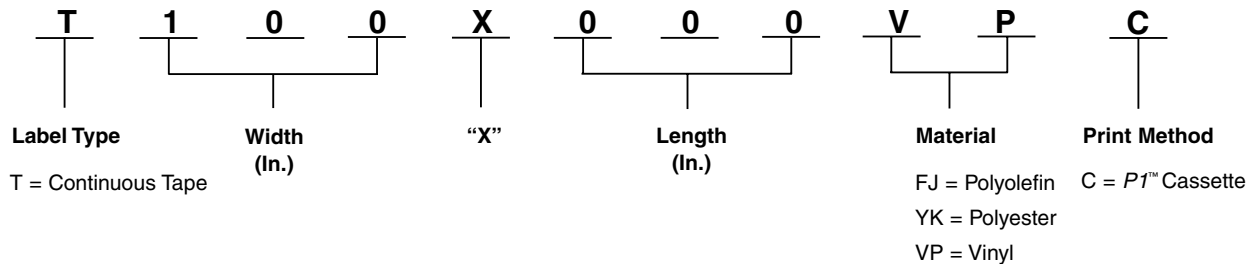 T 1 0 0 X 0 0 0 V P C
Label Type Width "X" Length Material Print Method
(In.) (In.)
T = Continuous Tape FJ = Polyolefin C = P1™ Cassette
YK = Polyester
VP = Vinyl